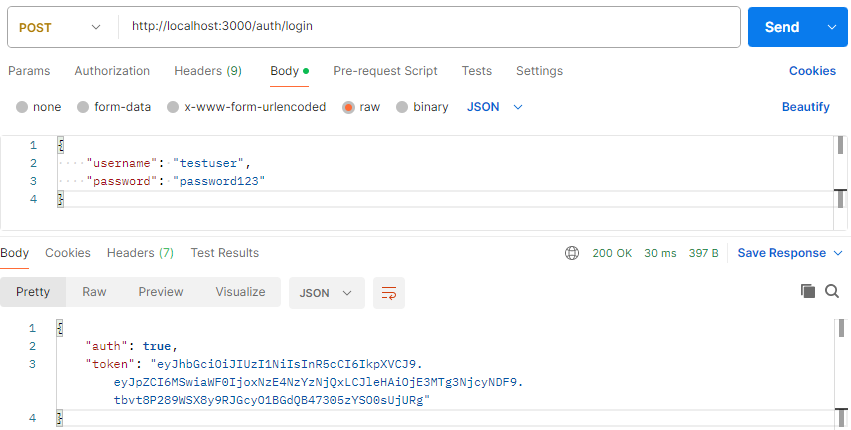 POST http://localhost:3000/auth/login Send
Params Authorization Headers (9) Body Pre-request Script Tests Settings Cookies
none form-data x-www-form-urlencoded raw binary JSON Beautify
1 {
2 "username": "testuser",
3 "password": "password123"
4 }
Body Cookies Headers (7) Test Results 200 OK 30 ms 397 B Save Response
Pretty Raw Preview Visualize JSON
1 {
2 "auth": true,
3 "token": "eyJhbGciOiJIUzI1NiIsInR5cCI6IkpXVCJ9.
eyJpZCI6MSwiaWF0IjoxNzE4NzYzNjQxLCJleHAiOjE3MTg3NjcyNDF9.
tbvt8P289WSX8y9RJGcyO1BGdQB47305zYSO0sUjURg"
4 }